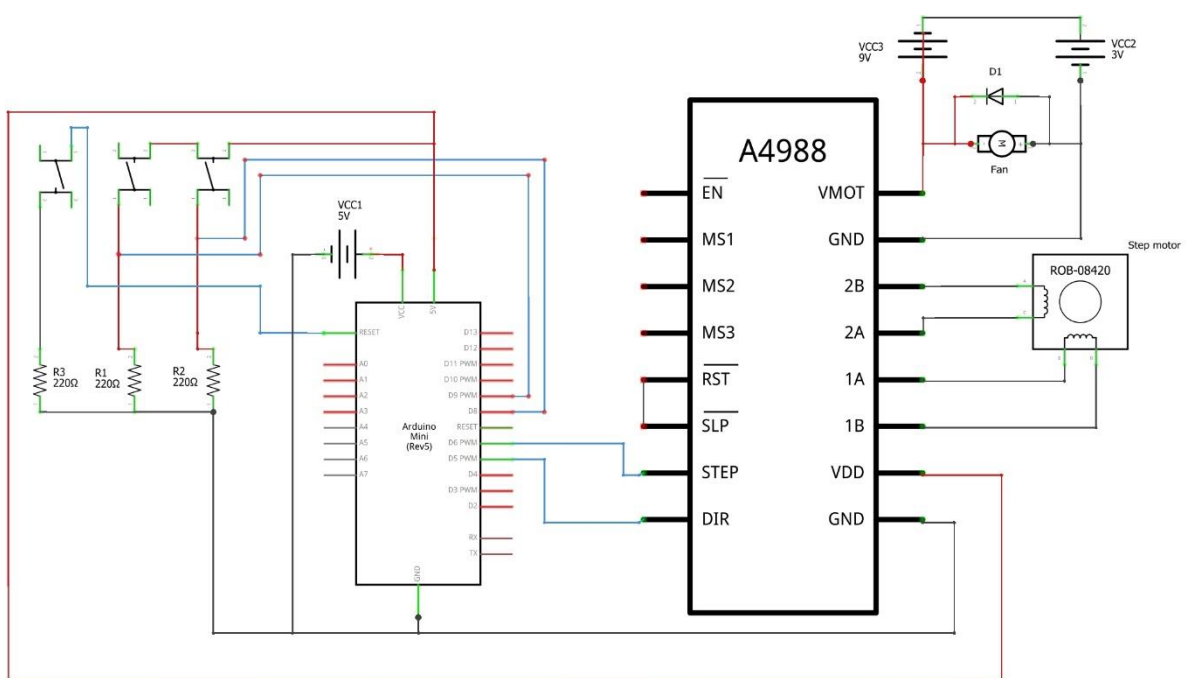 VCC3
9V
VCC2
3V
D1
M
Fan
A4988
EN
MS1
MS2
MS3
RST
SLP
STEP
DIR
VMOT
GND
2B
2A
1A
1B
VDD
GND
Step motor
ROB-08420
VCC1
5V
R3
220Ω
R1
220Ω
R2
220Ω
VCC
5V
RESET
A0
A1
A2
A3
A4
A5
A6
A7
Arduino
Mini
(Rev5)
D13
D12
D11 PWM
D10 PWM
D9 PWM
D8
RESET
D6 PWM
D5 PWM
D4
D3 PWM
D2
RX
TX
GND